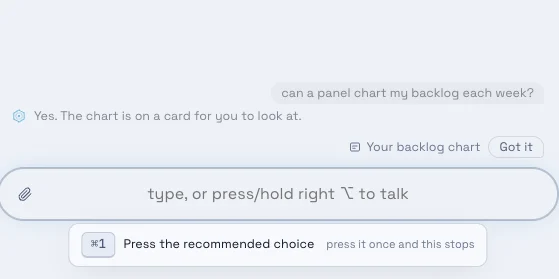 can a panel chart my backlog each week?
Yes. The chart is on a card for you to look at.
Your backlog chart Got it
type, or press/hold right ⌥ to talk
⌘1 Press the recommended choice press it once and this stops